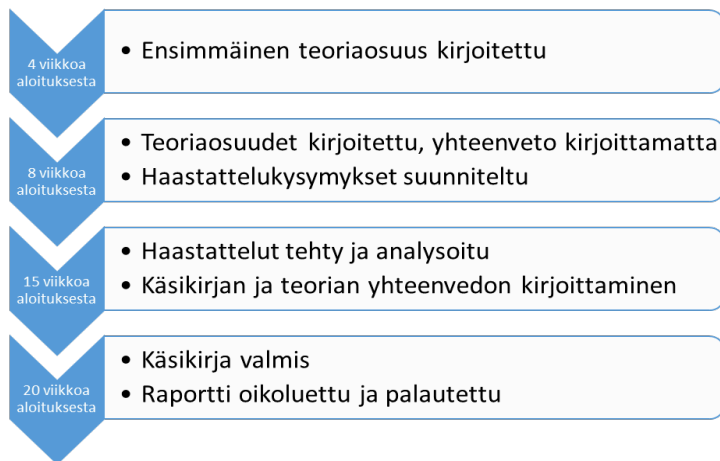 4 viikkoa
aloituksesta
• Ensimmäinen teoriaosuus kirjoitettu
8 viikkoa
aloituksesta
• Teoriaosuudet kirjoitettu, yhteenveto kirjoittamatta
• Haastattelukysymykset suunniteltu
15 viikkoa
aloituksesta
• Haastattelut tehty ja analysoitu
• Käsikirjan ja teorian yhteenvedon kirjoittaminen
20 viikkoa
aloituksesta
• Käsikirja valmis
• Raportti oikoluettu ja palautettu